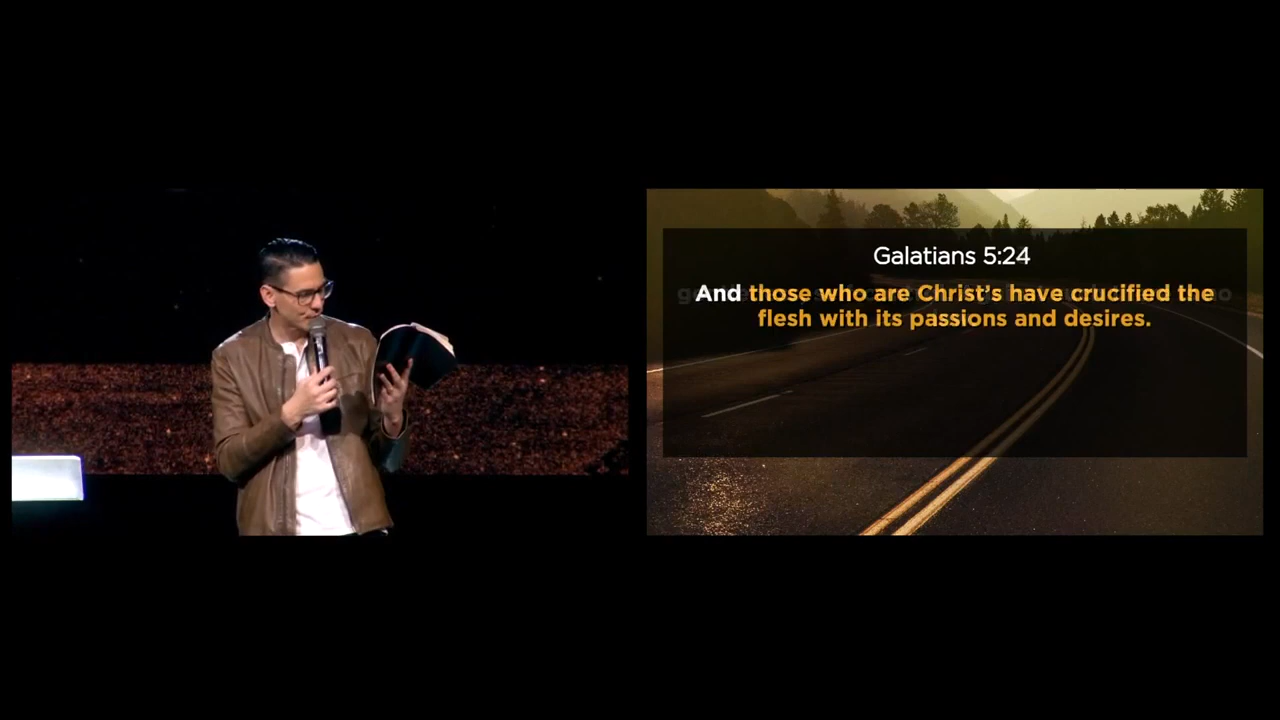 Galatians 5:24
And those who are Christ's have crucified the
flesh with its passions and desires.